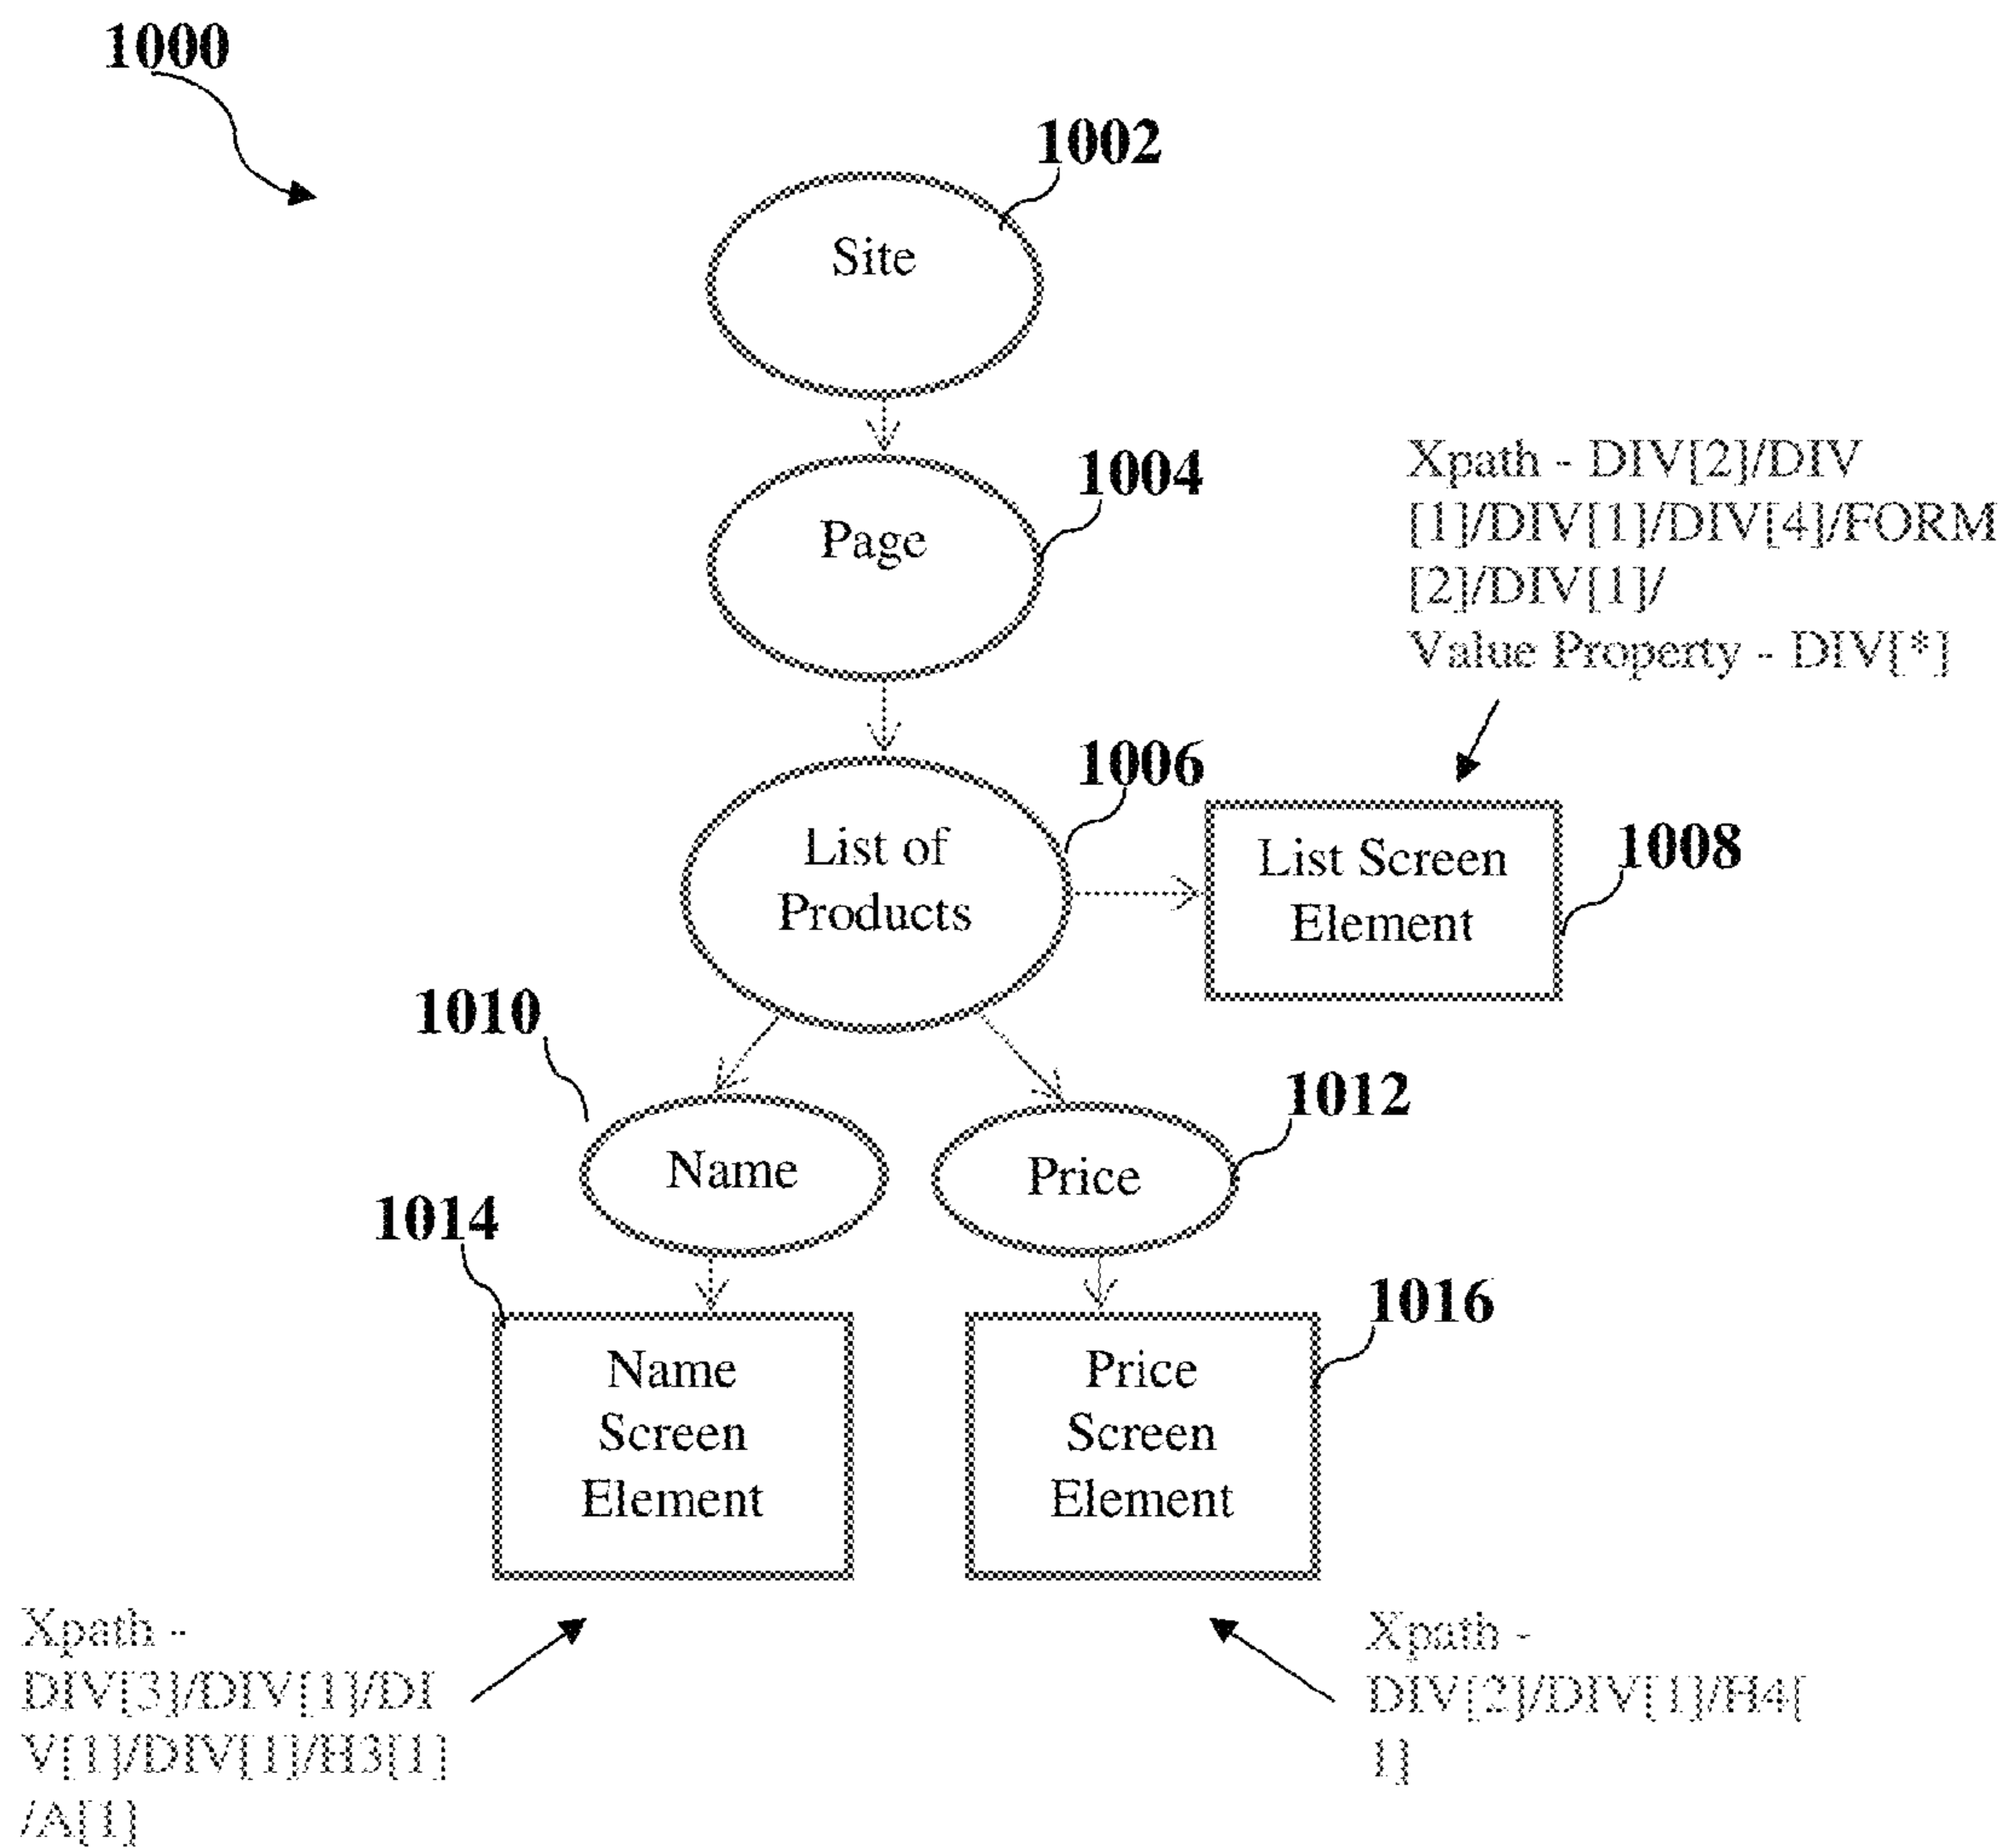 1000
1002
Site
1004
Page
Xpath - DIV[2]/DIV
[1]/DIV[1]/DIV[4]/FORM
[2]/DIV[1]/
Value Property - DIV[*]
1006
List of
Products
List Screen
Element
1008
1010
Name
1012
Price
1014
Name
Screen
Element
1016
Price
Screen
Element
Xpath -
DIV[3]/DIV[1]/DI
V[1]/DIV[1]/H3[1]
/A[1]
Xpath -
DIV[2]/DIV[1]/H4[
1]